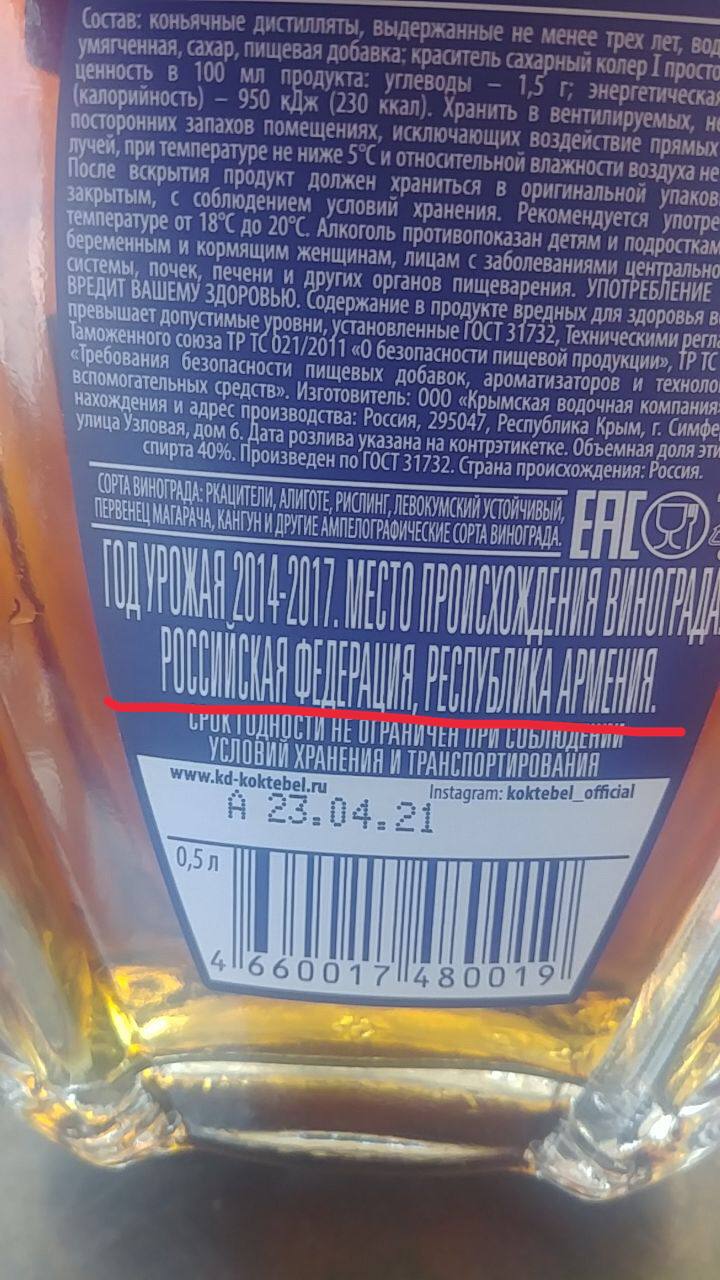 Состав: коньячные дистилляты, выдержанные не менее трех лет, вод
умягченная, сахар, пищевая добавка: краситель сахарный колер I просто
ценность в 100 мл продукта: углеводы – 1,5 г; энергетическая
(калорийность) – 950 кДж (230 ккал). Хранить в вентилируемых, не
посторонних запахов помещениях, исключающих воздействие прямых
лучей, при температуре не ниже 5°С и относительной влажности воздуха не
После вскрытия продукт должен храниться в оригинальной упаков
закрытым, с соблюдением условий хранения. Рекомендуется употре
температуре от 18°С до 20°С. Алкоголь противопоказан детям и подросткам
беременным и кормящим женщинам, лицам с заболеваниями центрально
системы, почек, печени и других органов пищеварения. УПОТРЕБЛЕНИЕ
ВРЕДИТ ВАШЕМУ ЗДОРОВЬЮ. Содержание в продукте вредных для здоровья ве
превышает допустимые уровни, установленные ГОСТ 31732, Техническими регла
Таможенного союза ТР ТС 021/2011 «О безопасности пищевой продукции», ТР ТС
«Требования безопасности пищевых добавок, ароматизаторов и техноло
вспомогательных средств». Изготовитель: ООО «Крымская водочная компания»
нахождения и адрес производства: Россия, 295047, Республика Крым, г. Симфе
улица Узловая, дом 6. Дата розлива указана на контрэтикетке. Объемная доля эти
спирта 40%. Произведен по ГОСТ 31732. Страна происхождения: Россия.
СОРТА ВИНОГРАДА: РКАЦИТЕЛИ, АЛИГОТЕ, РИСЛИНГ, ЛЕВОКУМСКИЙ УСТОЙЧИВЫЙ,
ПЕРВЕНЕЦ МАГАРАЧА, КАНГУН И ДРУГИЕ АМПЕЛОГРАФИЧЕСКИЕ СОРТА ВИНОГРАДА.
EAC
ГОД УРОЖАЯ 2014-2017. МЕСТО ПРОИСХОЖДЕНИЯ ВИНОГРАДА
РОССИЙСКАЯ ФЕДЕРАЦИЯ, РЕСПУБЛИКА АРМЕНИЯ.
СРОК ГОДНОСТИ НЕ ОГРАНИЧЕН ПРИ СОБЛЮДЕНИИ
УСЛОВИЙ ХРАНЕНИЯ И ТРАНСПОРТИРОВАНИЯ
www.kd-koktebel.ru
Instagram: koktebel_official
A 23.04.21
0,5 л
4 660017 480019